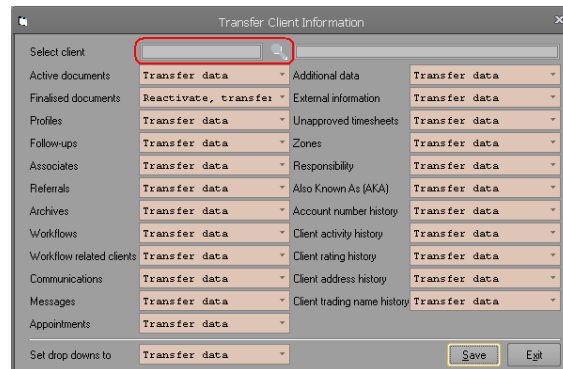 Transfer Client Information
Select client
Active documents Transfer data Additional data Transfer data
Finalised documents Reactivate, transfer External information Transfer data
Profiles Transfer data Unapproved timesheets Transfer data
Follow-ups Transfer data Zones Transfer data
Associates Transfer data Responsibility Transfer data
Referrals Transfer data Also Known As (AKA) Transfer data
Archives Transfer data Account number history Transfer data
Workflows Transfer data Client activity history Transfer data
Workflow related clients Transfer data Client rating history Transfer data
Communications Transfer data Client address history Transfer data
Messages Transfer data Client trading name history Transfer data
Appointments Transfer data
Set drop downs to Transfer data Save Exit